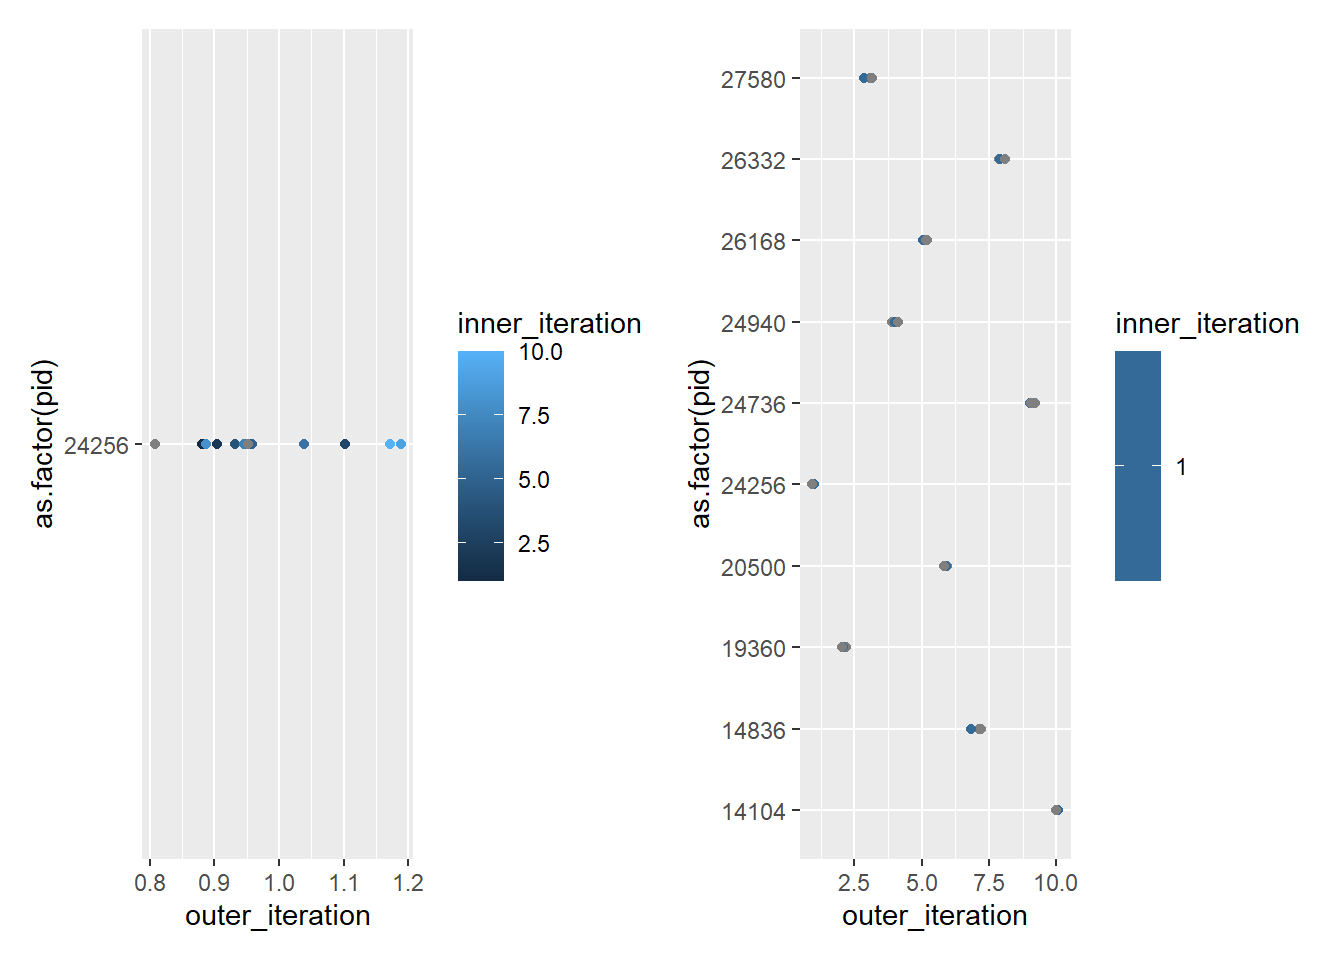 as.factor(pid)
24256
0.8 0.9 1.0 1.1 1.2
outer_iteration
inner_iteration
10.0
7.5
5.0
2.5
as.factor(pid)
27580
26332
26168
24940
24736
24256
20500
19360
14836
14104
2.5 5.0 7.5 10.0
outer_iteration
inner_iteration
1